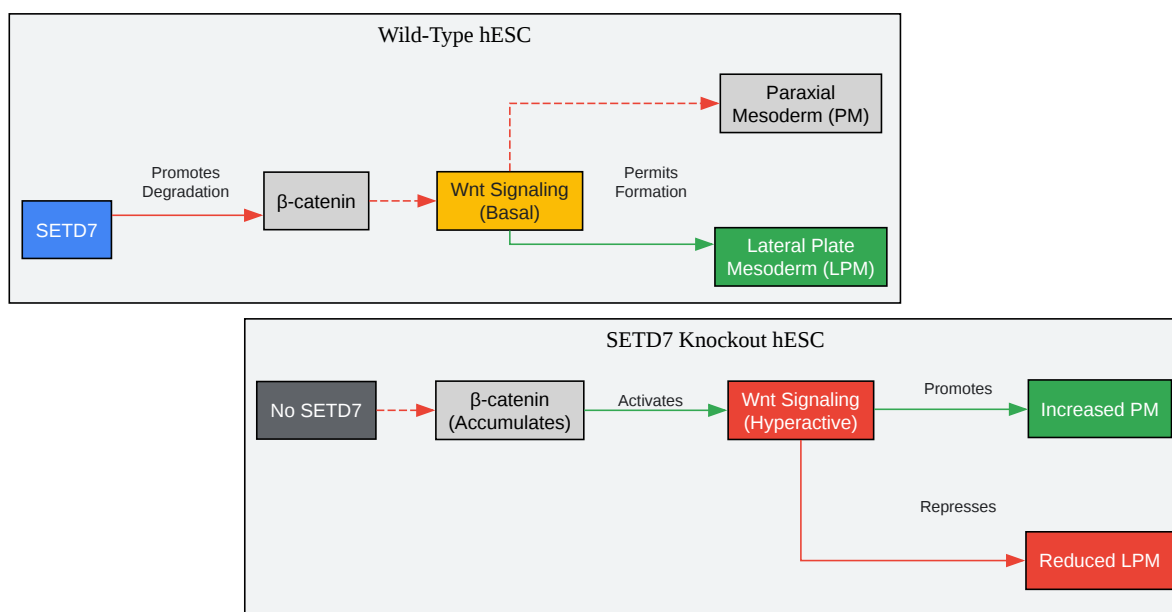 Wild-Type hESC
Paraxial
Mesoderm (PM)
Promotes
Degradation
β-catenin
Wnt Signaling
(Basal)
Permits
Formation
SETD7
Lateral Plate
Mesoderm (LPM)
SETD7 Knockout hESC
No SETD7
β-catenin
(Accumulates)
Activates
Wnt Signaling
(Hyperactive)
Promotes
Increased PM
Represses
Reduced LPM